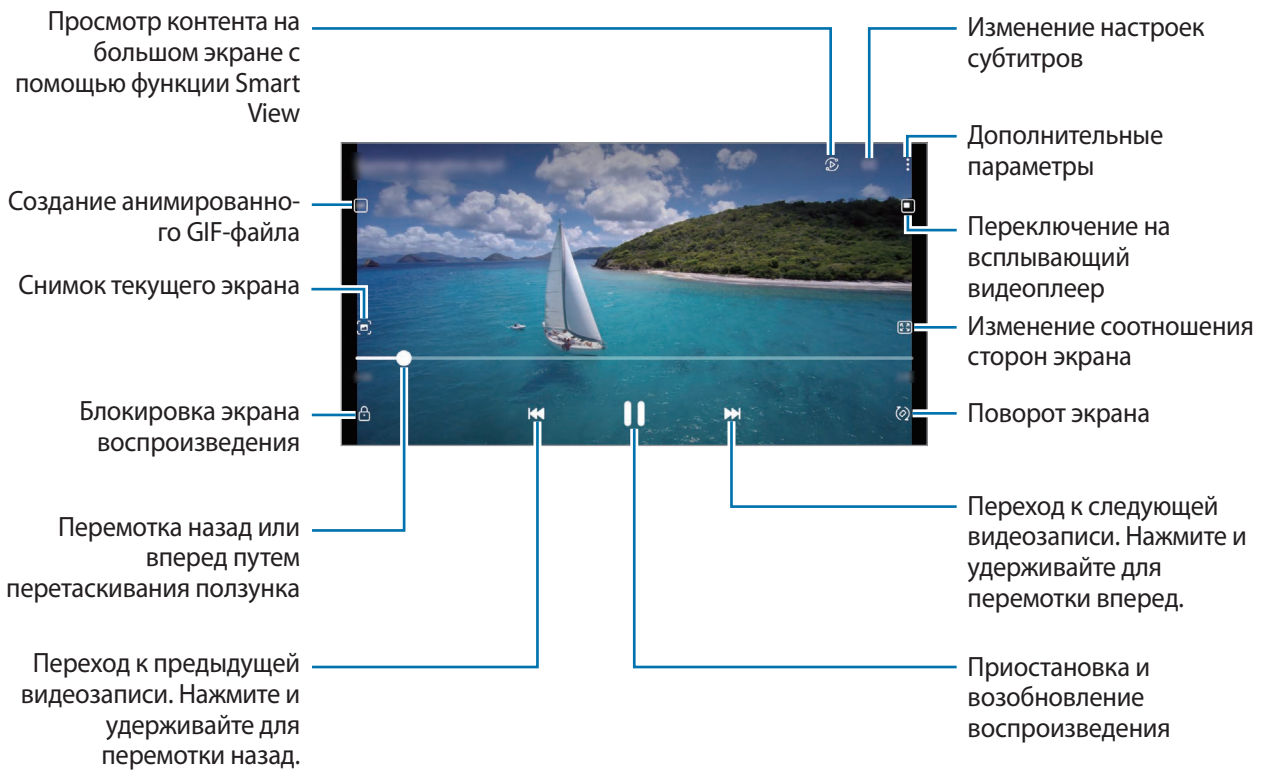 Просмотр контента на
большом экране с
помощью функции Smart
View
Создание анимированно-
го GIF-файла
Снимок текущего экрана
Блокировка экрана
воспроизведения
Перемотка назад или
вперед путем
перетаскивания ползунка
Переход к предыдущей
видеозаписи. Нажмите и
удерживайте для
перемотки назад.
Изменение настроек
субтитров
Дополнительные
параметры
Переключение на
всплывающий
видеоплеер
Изменение соотношения
сторон экрана
Поворот экрана
Переход к следующей
видеозаписи. Нажмите и
удерживайте для
перемотки вперед.
Приостановка и
возобновление
воспроизведения